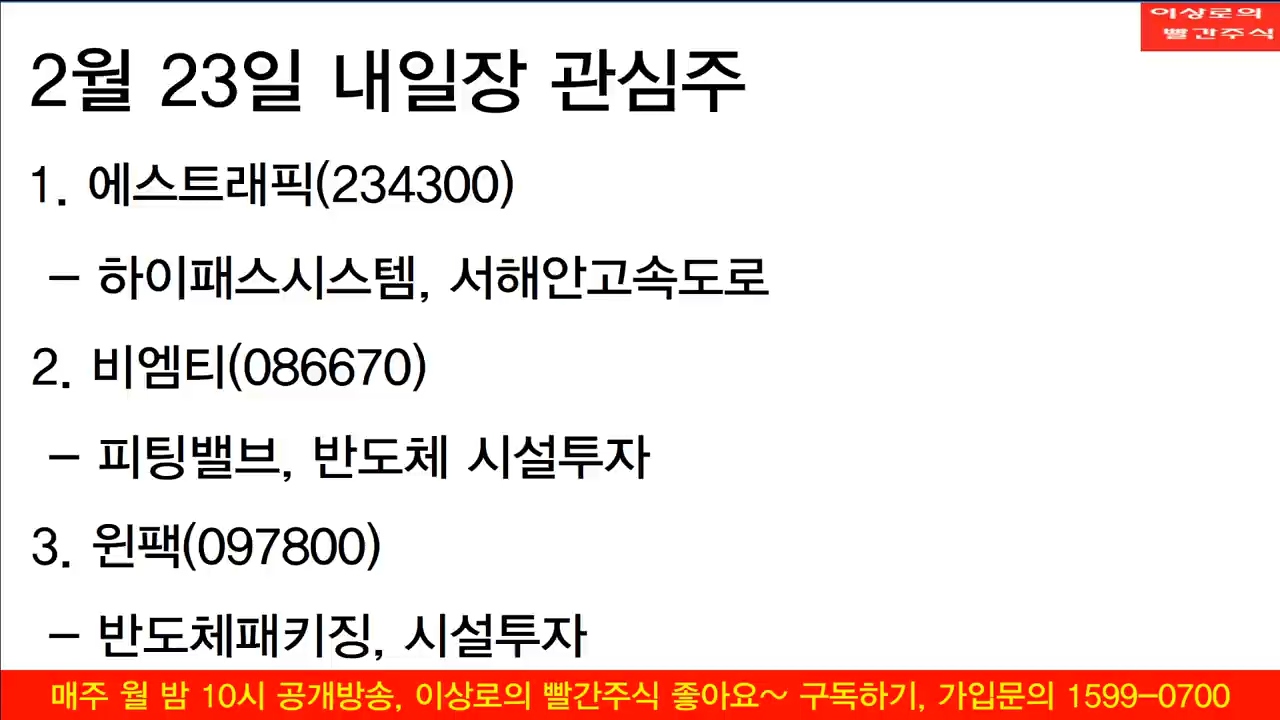 이상로의
빨간주식
2월 23일 내일장 관심주
1. 에스트래픽(234300)
- 하이패스시스템, 서해안고속도로
2. 비엠티(086670)
- 피팅밸브, 반도체 시설투자
3. 윈팩(097800)
- 반도체패키징, 시설투자
매주 월 밤 10시 공개방송, 이상로의 빨간주식 좋아요~ 구독하기, 가입문의 1599-0700